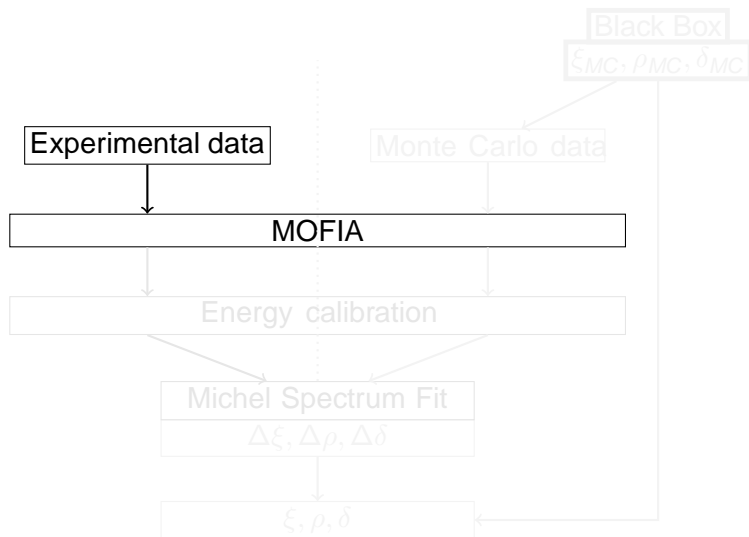 Black Box
ξMC, ρMC, δMC
Experimental data
Monte Carlo data
MOFIA
Energy calibration
Michel Spectrum Fit
Δξ, Δρ, Δδ
ξ, ρ, δ